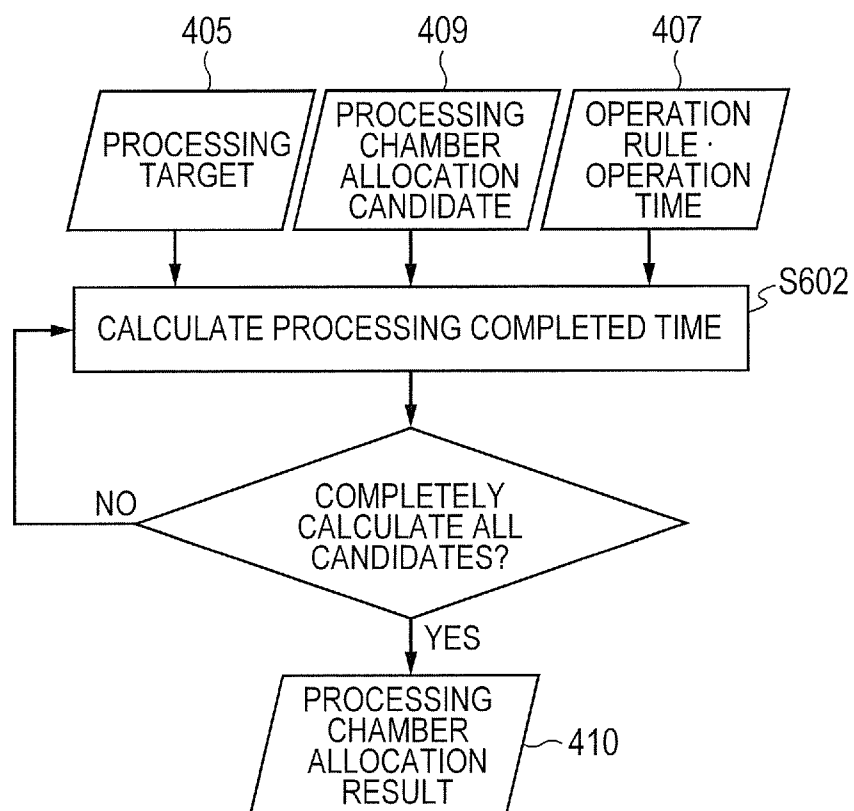 405
409
407
PROCESSING
TARGET
PROCESSING
CHAMBER
ALLOCATION
CANDIDATE
OPERATION
RULE ·
OPERATION
TIME
S602
CALCULATE PROCESSING COMPLETED TIME
NO
COMPLETELY
CALCULATE ALL
CANDIDATES?
YES
PROCESSING
CHAMBER
ALLOCATION
RESULT
410